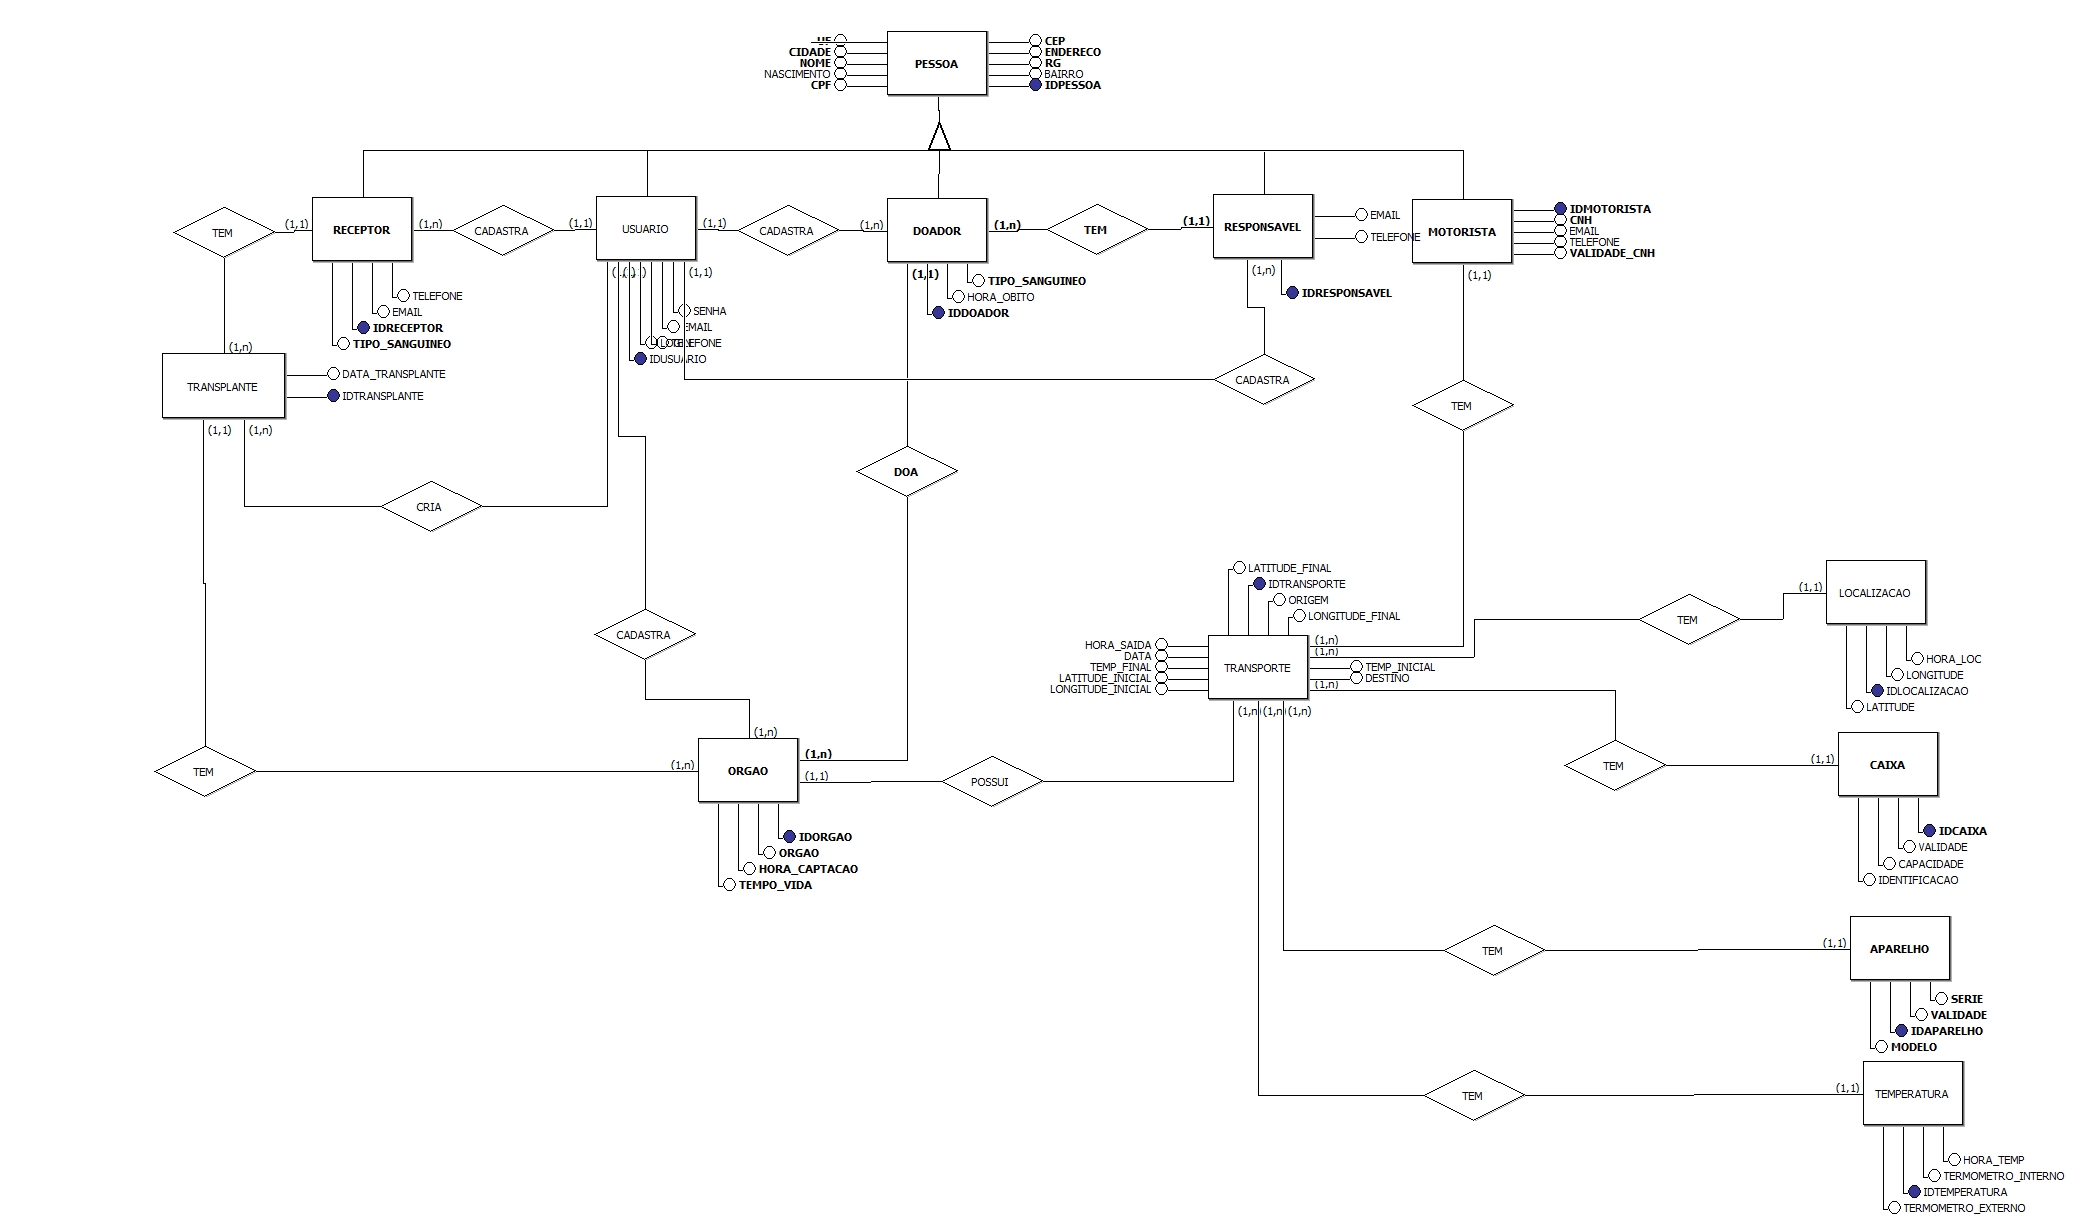 UF
CIDADE
NOME
NASCIMENTO
CPF
PESSOA
CEP
ENDERECO
RG
BAIRRO
IDPESSOA
TEM
(1,1)
RECEPTOR
(1,n)
CADASTRA
(1,1)
USUARIO
(1,1)
CADASTRA
(1,n)
DOADOR
(1,n)
TEM
(1,1)
RESPONSAVEL
EMAIL
TELEFONE
MOTORISTA
IDMOTORISTA
CNH
EMAIL
TELEFONE
VALIDADE_CNH
TELEFONE
EMAIL
IDRECEPTOR
TIPO_SANGUINEO
(1,1)
SENHA
EMAIL
TELEFONE
IDUSUARIO
(1,1)
TIPO_SANGUINEO
HORA_OBITO
IDDOADOR
(1,n)
IDRESPONSAVEL
(1,1)
(1,n)
TRANSPLANTE
DATA_TRANSPLANTE
IDTRANSPLANTE
(1,1)
(1,n)
CADASTRA
TEM
DOA
CRIA
CADASTRA
LATITUDE_FINAL
IDTRANSPORTE
ORIGEM
LONGITUDE_FINAL
HORA_SAIDA
DATA
TEMP_FINAL
LATITUDE_INICIAL
LONGITUDE_INICIAL
TRANSPORTE
(1,n)
(1,n)
TEMP_INICIAL
DESTINO
(1,n)
(1,n)
(1,n)
(1,n)
TEM
(1,1)
LOCALIZACAO
HORA_LOC
LONGITUDE
IDLOCALIZACAO
LATITUDE
TEM
(1,n)
(1,n)
ORGAO
(1,n)
(1,1)
POSSUI
IDORGAO
ORGAO
HORA_CAPTACAO
TEMPO_VIDA
TEM
(1,1)
CAIXA
IDCAIXA
VALIDADE
CAPACIDADE
IDENTIFICACAO
TEM
(1,1)
APARELHO
SERIE
VALIDADE
IDAPARELHO
MODELO
TEM
(1,1)
TEMPERATURA
HORA_TEMP
TERMOMETRO_INTERNO
IDTEMPERATURA
TERMOMETRO_EXTERNO